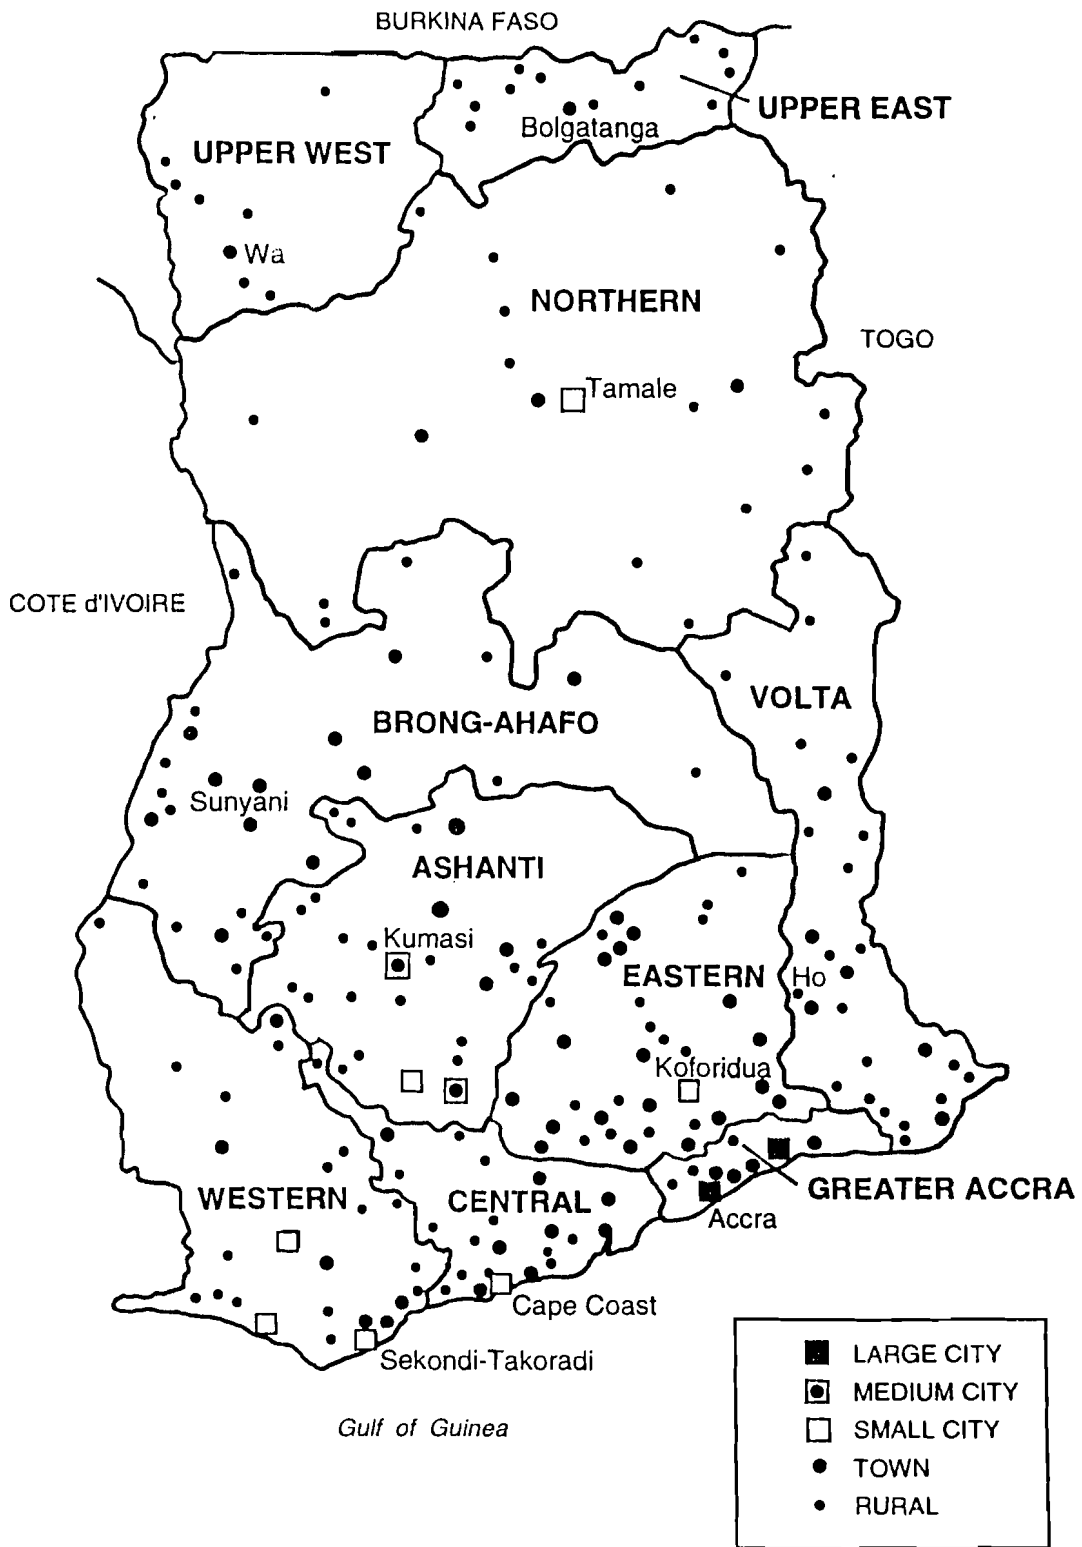 BURKINA FASO
UPPER EAST
Bolgatanga
UPPER WEST
Wa
NORTHERN
TOGO
Tamale
COTE d'IVOIRE
VOLTA
BRONG-AHAFO
Sunyani
ASHANTI
Kumasi
EASTERN
Ho
Koforidua
WESTERN
CENTRAL
GREATER ACCRA
Accra
Cape Coast
Sekondi-Takoradi
Gulf of Guinea
LARGE CITY
MEDIUM CITY
SMALL CITY
TOWN
RURAL